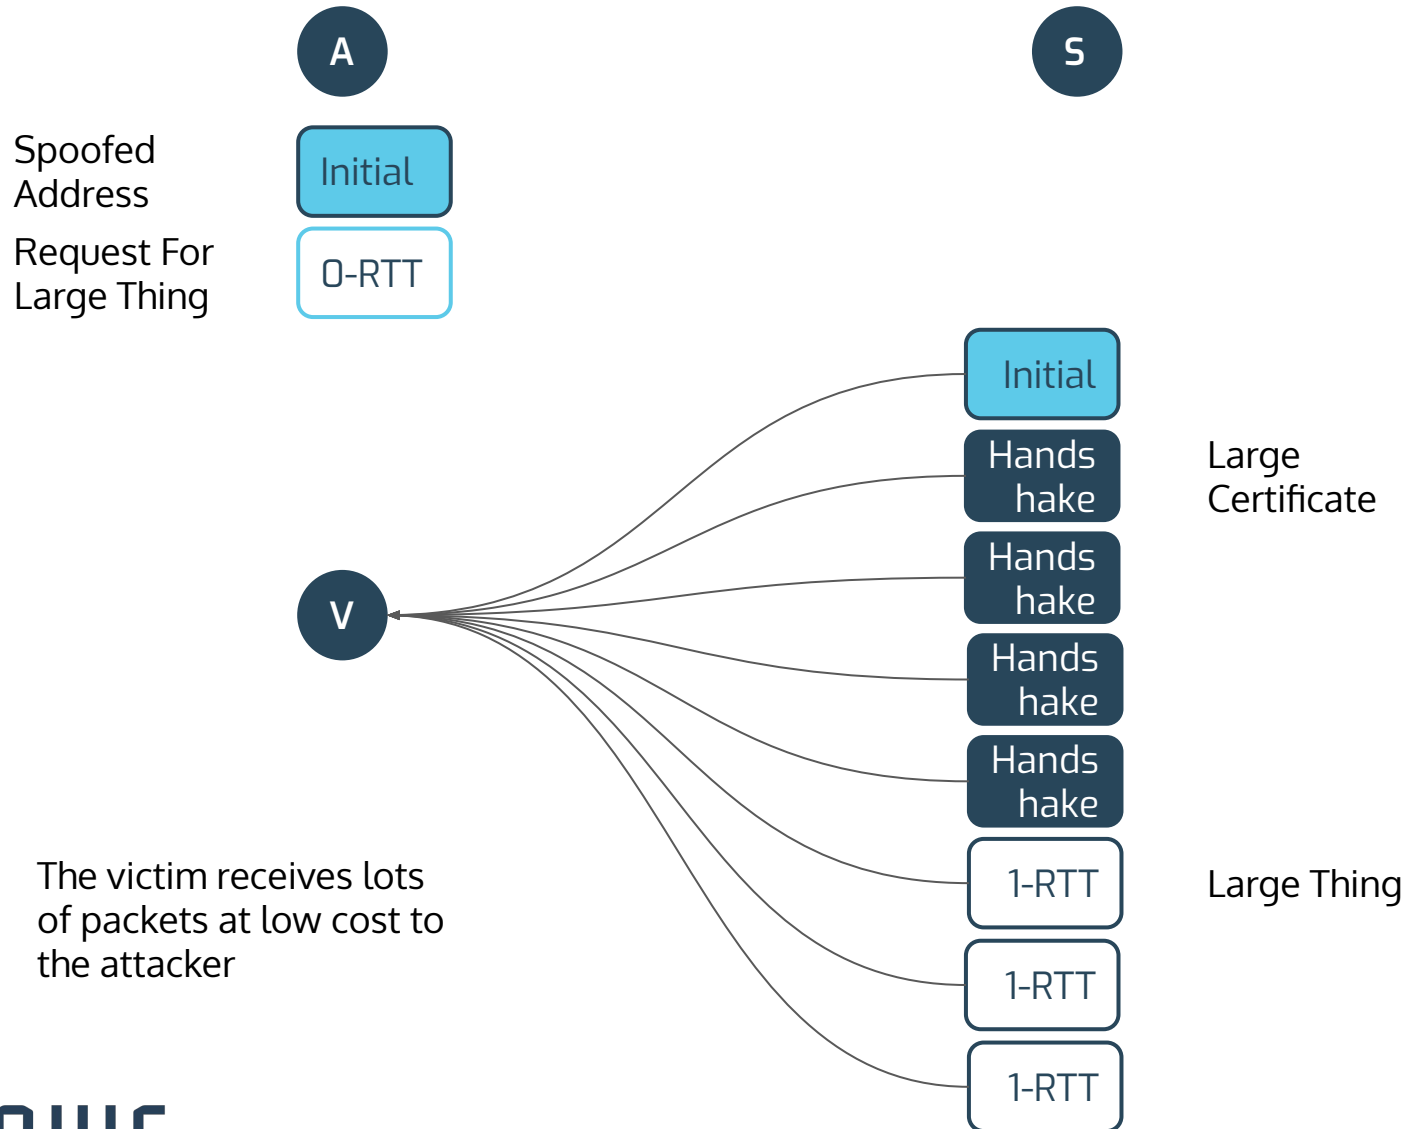 A
S
Spoofed
Address
Initial
Request For
Large Thing
0-RTT
Initial
Hands
hake
Large
Certificate
Hands
hake
V
Hands
hake
Hands
hake
The victim receives lots
of packets at low cost to
the attacker
1-RTT
Large Thing
1-RTT
1-RTT